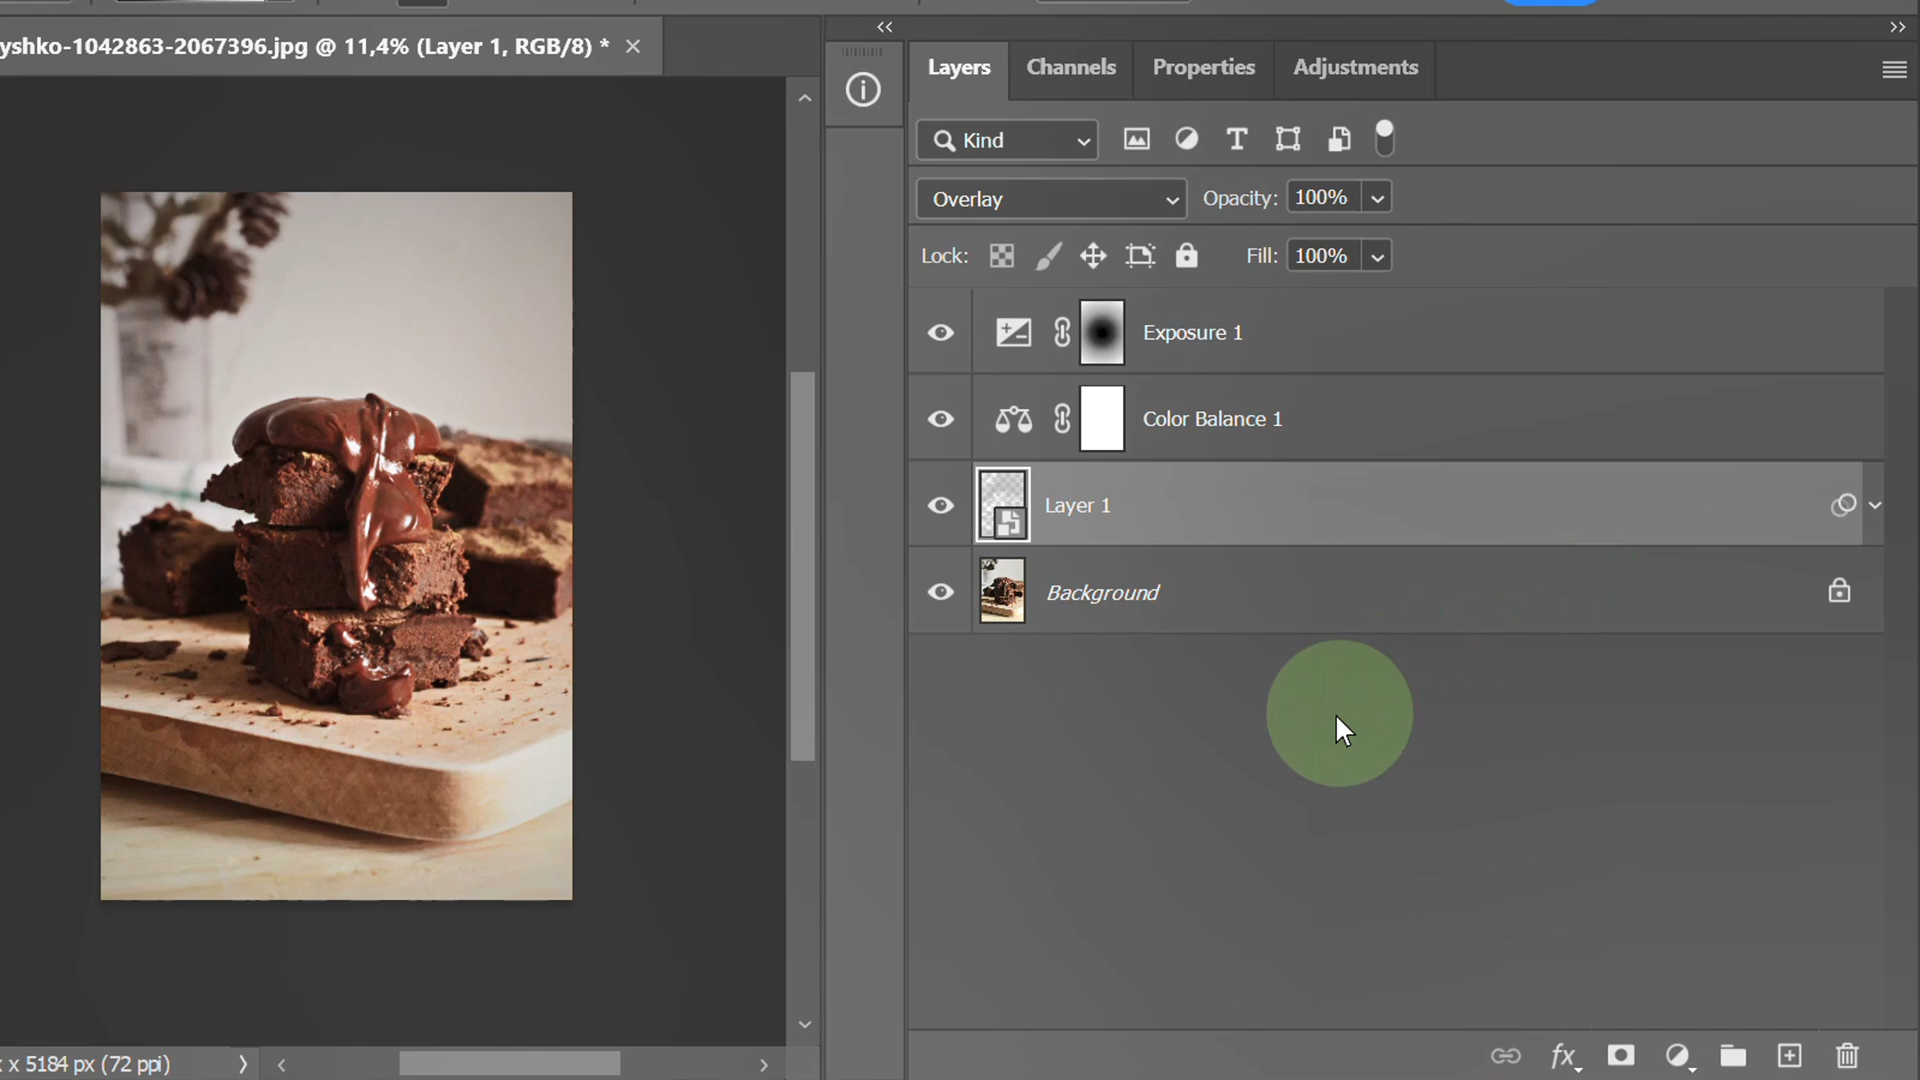 yshko-1042863-2067396.jpg @ 11,4% (Layer 1, RGB/8) *
Layers
Channels
Properties
Adjustments
Kind
Overlay
Opacity: 100%
Lock:
Fill: 100%
Exposure 1
Color Balance 1
Layer 1
Background
x 5184 px (72 ppi)
fx